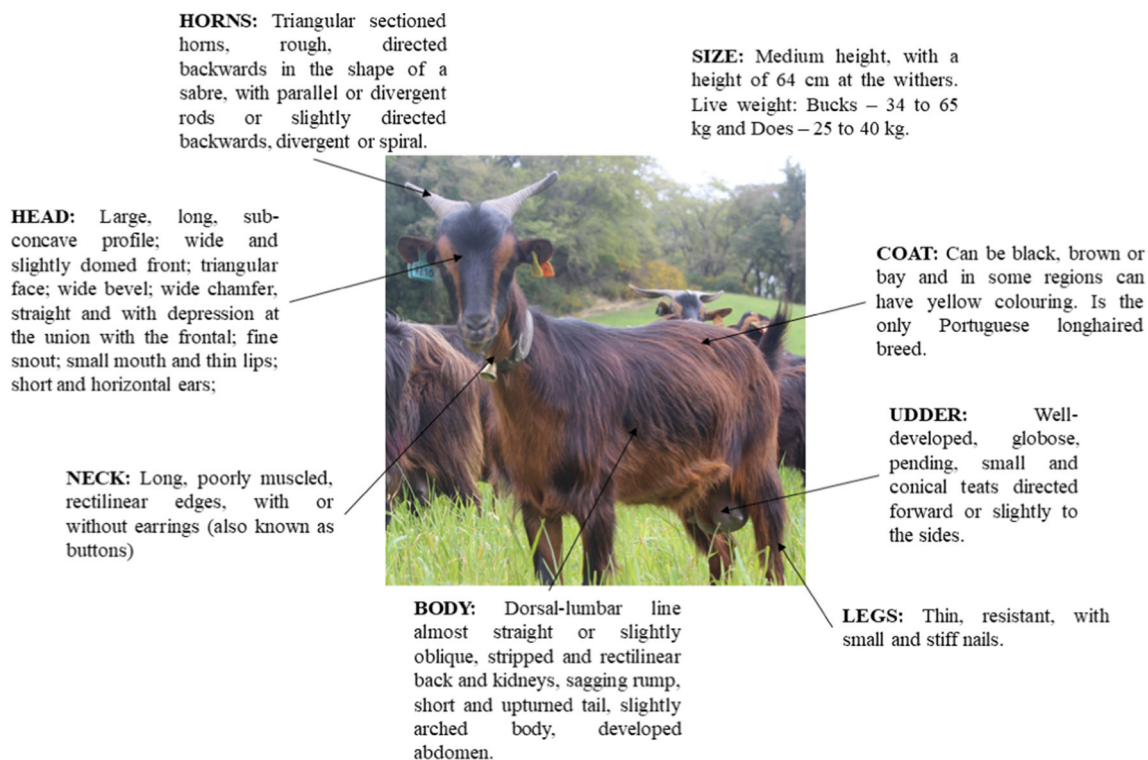 HORNS: Triangular sectioned
horns, rough, directed
backwards in the shape of a
sabre, with parallel or divergent
rods or slightly directed
backwards, divergent or spiral.
SIZE: Medium height, with a
height of 64 cm at the withers.
Live weight: Bucks – 34 to 65
kg and Does – 25 to 40 kg.
HEAD: Large, long, sub-
concave profile; wide and
slightly domed front; triangular
face; wide bevel; wide chamfer,
straight and with depression at
the union with the frontal; fine
snout; small mouth and thin lips;
short and horizontal ears;
COAT: Can be black, brown or
bay and in some regions can
have yellow colouring. Is the
only Portuguese longhaired
breed.
NECK: Long, poorly muscled,
rectilinear edges, with or
without earrings (also known as
buttons)
UDDER: Well-
developed, globose,
pending, small and
conical teats directed
forward or slightly to
the sides.
BODY: Dorsal-lumbar line
almost straight or slightly
oblique, stripped and rectilinear
back and kidneys, sagging rump,
short and upturned tail, slightly
arched body, developed
abdomen.
LEGS: Thin, resistant, with
small and stiff nails.